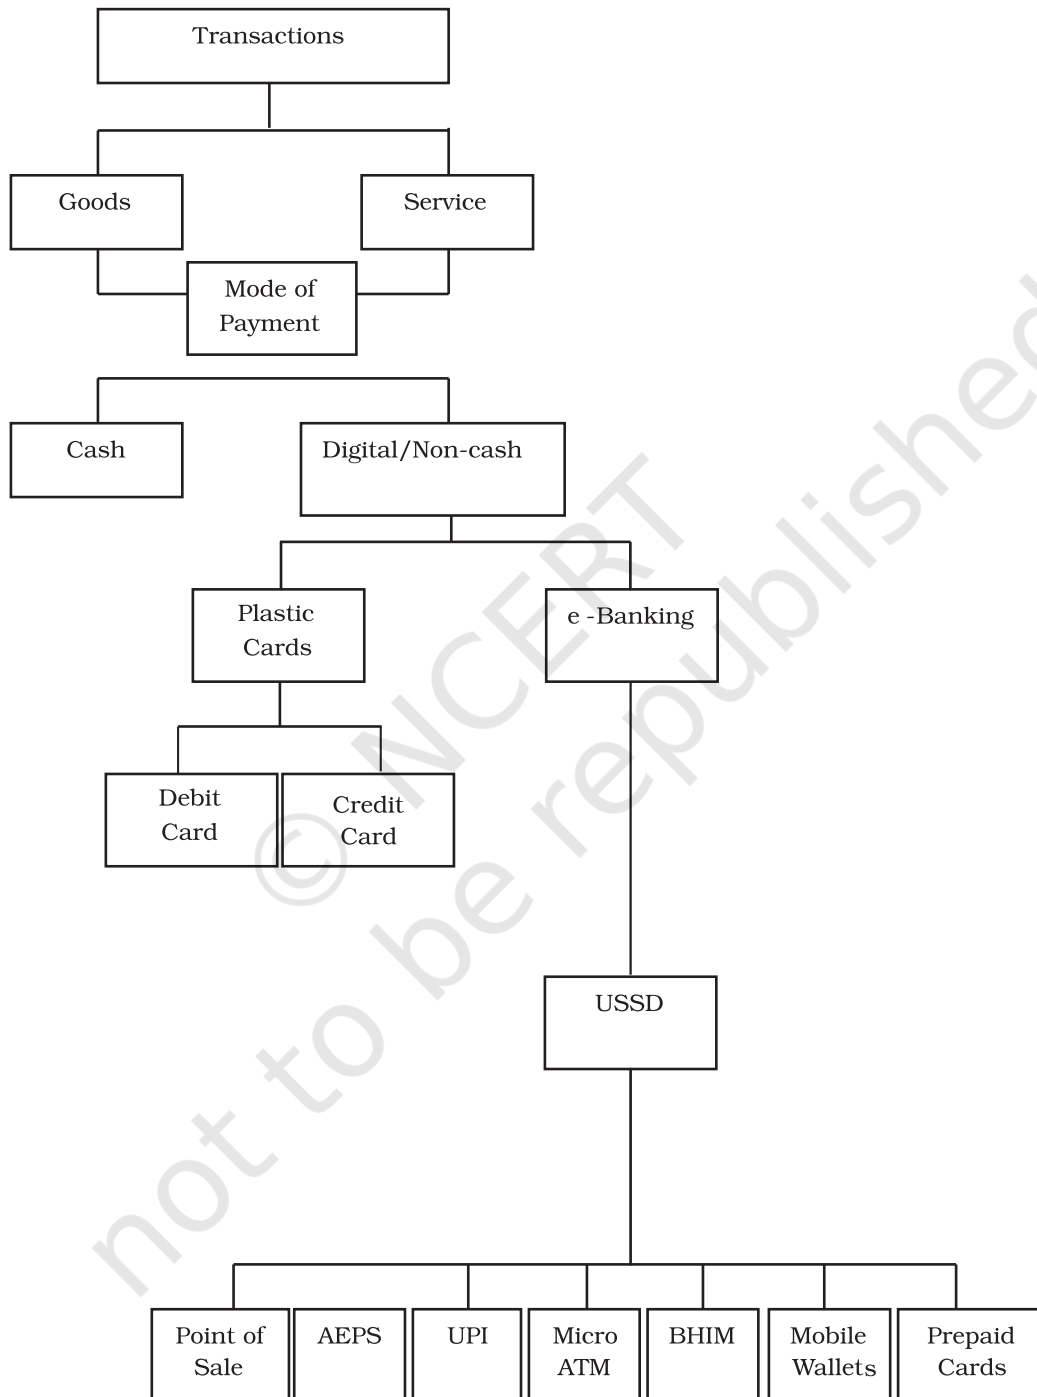 Transactions
Goods
Service
Mode of
Payment
Cash
Digital/Non-cash
Plastic
Cards
e -Banking
Debit
Card
Credit
Card
USSD
Point of
Sale
AEPS
UPI
Micro
ATM
BHIM
Mobile
Wallets
Prepaid
Cards
© NCERT
not to be republished